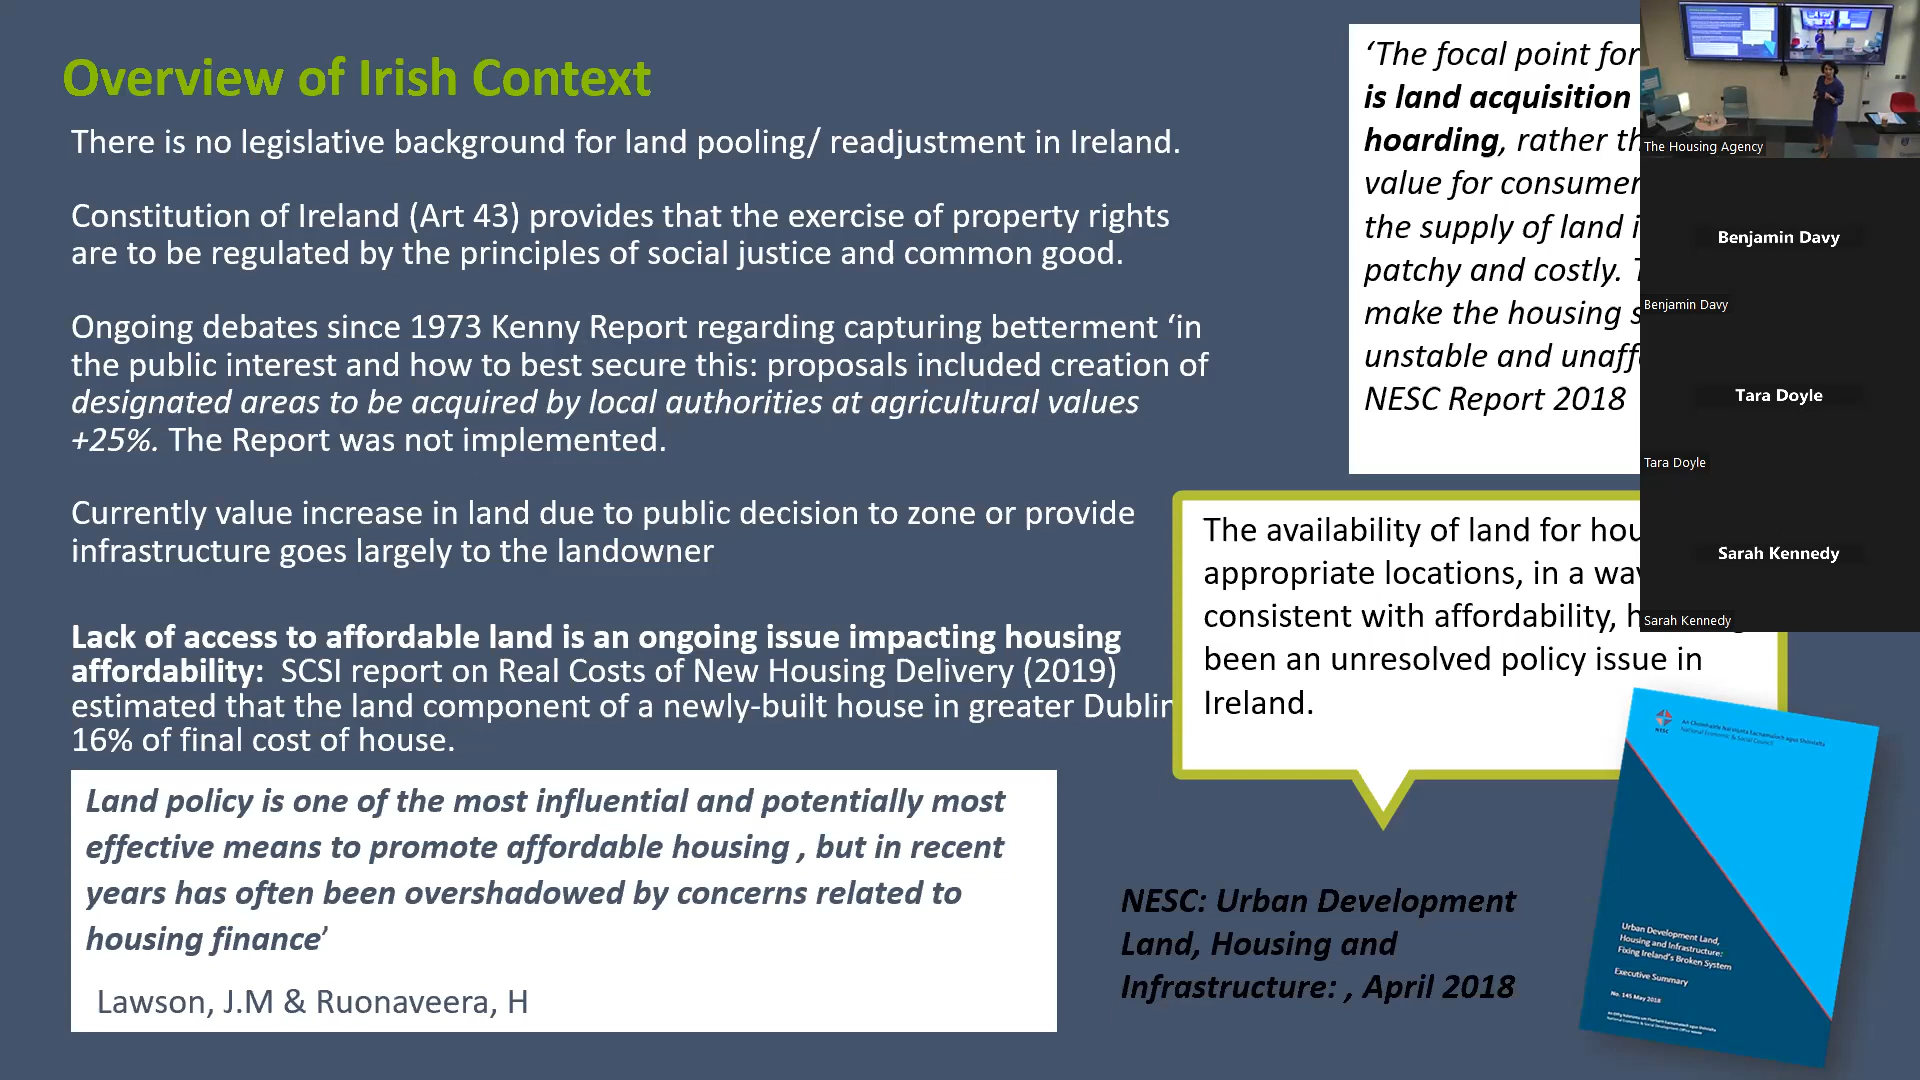 Overview of Irish Context
There is no legislative background for land pooling/ readjustment in Ireland.
Constitution of Ireland (Art 43) provides that the exercise of property rights
are to be regulated by the principles of social justice and common good.
Ongoing debates since 1973 Kenny Report regarding capturing betterment ‘in
the public interest and how to best secure this: proposals included creation of
designated areas to be acquired by local authorities at agricultural values
+25%. The Report was not implemented.
Currently value increase in land due to public decision to zone or provide
infrastructure goes largely to the landowner
Lack of access to affordable land is an ongoing issue impacting housing
affordability: SCSI report on Real Costs of New Housing Delivery (2019)
estimated that the land component of a newly-built house in greater Dublin
16% of final cost of house.
Land policy is one of the most influential and potentially most
effective means to promote affordable housing , but in recent
years has often been overshadowed by concerns related to
housing finance’
Lawson, J.M & Ruonaveera, H
‘The focal point for
is land acquisition
hoarding, rather
value for consumer
the supply of land
patchy and costly.
make the housing
unstable and
NESC Report 2018
The availability of land for
appropriate locations, in a
consistent with affordability,
been an unresolved policy issue in
Ireland.
NESC: Urban Development
Land, Housing and
Infrastructure: , April 2018
NESC
National Economic & Social Council
Urban Development Land,
Housing and Infrastructure:
Fixing Ireland's Broken System
Executive Summary
No. 145 May 2018
The Housing Agency
Benjamin Davy
Benjamin Davy
Tara Doyle
Tara Doyle
Sarah Kennedy
Sarah Kennedy